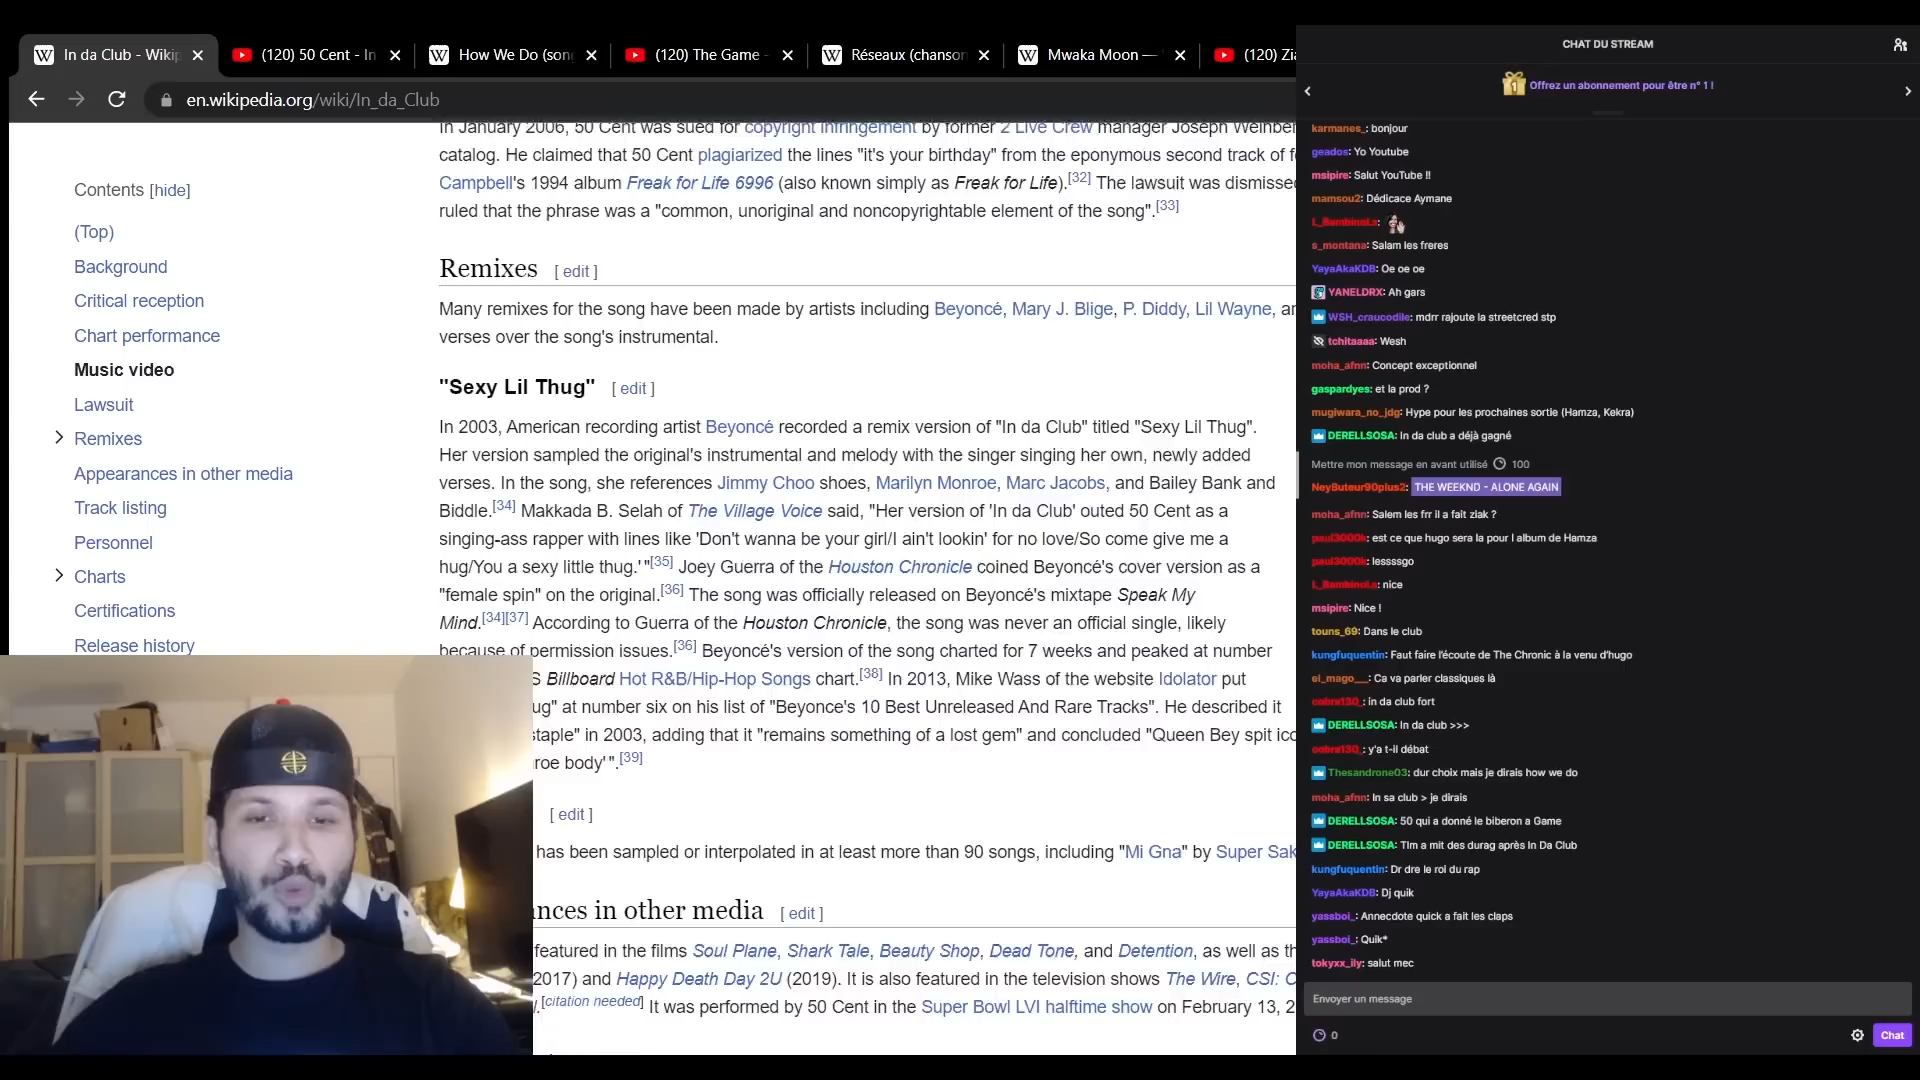 In da Club - Wikip
(120) 50 Cent - In
How We Do (son
(120) The Game -
Réseaux (chanson
Mwaka Moon —
(120) Zia
en.wikipedia.org/wiki/In_da_Club
Contents [hide]
(Top)
Background
Critical reception
Chart performance
Music video
Lawsuit
Remixes
Appearances in other media
Track listing
Personnel
Charts
Certifications
Release history
In January 2006, 50 Cent was sued for copyright infringement by former 2 Live Crew manager Joseph Weinber
catalog. He claimed that 50 Cent plagiarized the lines "it's your birthday" from the eponymous second track of f
Campbell's 1994 album Freak for Life 6996 (also known simply as Freak for Life).[32] The lawsuit was dismisse
ruled that the phrase was a "common, unoriginal and noncopyrightable element of the song".[33]
Remixes [ edit ]
Many remixes for the song have been made by artists including Beyoncé, Mary J. Blige, P. Diddy, Lil Wayne, an
verses over the song's instrumental.
"Sexy Lil Thug" [ edit ]
In 2003, American recording artist Beyoncé recorded a remix version of "In da Club" titled "Sexy Lil Thug".
Her version sampled the original's instrumental and melody with the singer singing her own, newly added
verses. In the song, she references Jimmy Choo shoes, Marilyn Monroe, Marc Jacobs, and Bailey Bank and
Biddle.[34] Makkada B. Selah of The Village Voice said, "Her version of 'In da Club' outed 50 Cent as a
singing-ass rapper with lines like 'Don't wanna be your girl/I ain't lookin' for no love/So come give me a
hug/You a sexy little thug.'"[35] Joey Guerra of the Houston Chronicle coined Beyoncé's cover version as a
"female spin" on the original.[36] The song was officially released on Beyoncé's mixtape Speak My
Mind.[34][37] According to Guerra of the Houston Chronicle, the song was never an official single, likely
because of permission issues.[36] Beyoncé's version of the song charted for 7 weeks and peaked at number
S Billboard Hot R&B/Hip-Hop Songs chart.[38] In 2013, Mike Wass of the website Idolator put
ug" at number six on his list of "Beyonce's 10 Best Unreleased And Rare Tracks". He described it
staple" in 2003, adding that it "remains something of a lost gem" and concluded "Queen Bey spit ico
roe body'".[39]
[ edit ]
has been sampled or interpolated in at least more than 90 songs, including "Mi Gna" by Super Sak
ances in other media [ edit ]
featured in the films Soul Plane, Shark Tale, Beauty Shop, Dead Tone, and Detention, as well as th
2017) and Happy Death Day 2U (2019). It is also featured in the television shows The Wire, CSI: C
.[citation needed] It was performed by 50 Cent in the Super Bowl LVI halftime show on February 13, 2
CHAT DU STREAM
1 Offrez un abonnement pour être n° 1 !
karmanes_: bonjour
geados: Yo Youtube
msipire: Salut YouTube !!
mamsou2: Dédicace Aymane
L_BambinoLa:
s_montana: Salam les freres
YayaAkaKDB: Oe oe oe
YANELDRX: Ah gars
WSH_craucodile: mdrr rajoute la streetcred stp
tchitaaaa: Wesh
moha_afnn: Concept exceptionnel
gaspardyes: et la prod ?
mugiwara_no_jdg: Hype pour les prochaines sortie (Hamza, Kekra)
DERELLSOSA: In da club a déjà gagné
Mettre mon message en avant utilisé 100
NeyButeur90plus2: THE WEEKND - ALONE AGAIN
moha_afnn: Salem les frr il a fait ziak ?
paul3000k: est ce que hugo sera la pour l album de Hamza
paul3000k: lessssgo
L_BambinoLa: nice
msipire: Nice !
touns_69: Dans le club
kungfuquentin: Faut faire l'écoute de The Chronic à la venu d'hugo
el_mago___: Ca va parler classiques là
cobra130_: in da club fort
DERELLSOSA: In da club >>>
cobra130_: y'a t-il débat
Thesandrone03: dur choix mais je dirais how we do
moha_afnn: In sa club > je dirais
DERELLSOSA: 50 qui a donné le biberon a Game
DERELLSOSA: Tlm a mit des durag après In Da Club
kungfuquentin: Dr dre le roi du rap
YayaAkaKDB: Dj quik
yassboi_: Annecdote quick a fait les claps
yassboi_: Quik*
tokyxx_ily: salut mec
Envoyer un message
0
Chat